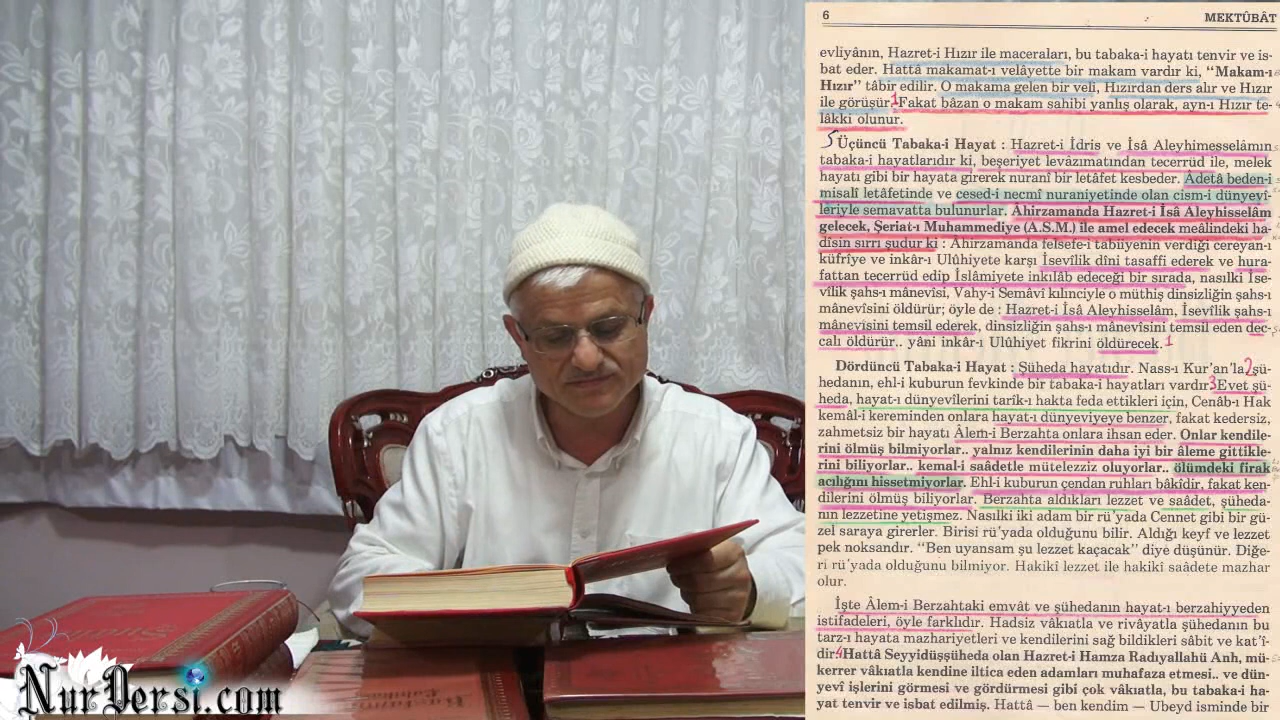 6
MEKTÛBÂT
evliyânın, Hazret-i Hızır ile maceraları, bu tabaka-i hayatı tenvir ve is-
bat eder. Hattâ makamat-ı velâyette bir makam vardır ki, "Makam-ı
Hızır" tâbir edilir. O makama gelen bir veli, Hızırdan ders alır ve Hızır
ile görüşür.1 Fakat bâzan o makam sahibi yanlış olarak, ayn-ı Hızır te-
lâkki olunur.
Üçüncü Tabaka-i Hayat : Hazret-i İdris ve İsâ Aleyhimesselâmın
tabaka-i hayatlarıdır ki, beşeriyet levâzımatından tecerrüd ile, melek
hayatı gibi bir hayata girerek nuranî bir letâfet kesbeder. Âdetâ beden-i
misalî letâfetinde ve cesed-i necmî nuraniyetinde olan cism-i dünyevî-
leriyle semavatta bulunurlar. Âhirzamanda Hazret-i İsâ Aleyhisselâm
gelecek, Şeriat-ı Muhammediye (A.S.M.) ile amel edecek meâlindeki ha-
dîsin sırrı şudur ki : Âhirzamanda felsefe-i tabiiyenin verdiği cereyan-ı
küfrîye ve inkâr-ı Ulûhiyete karşı İsevîlik dîni tasaffi ederek ve hura-
fattan tecerrüd edip İslâmiyete inkılâb edeceği bir sırada, nasılki İse-
vîlik şahs-ı mânevîsi, Vahy-i Semâvî kılınciyle o müthiş dinsizliğin şahs-ı
mânevîsini öldürür; öyle de : Hazret-i İsâ Aleyhisselâm, İsevîlik şahs-ı
mânevîsini temsil ederek, dinsizliğin şahs-ı mânevîsini temsil eden dec-
calı öldürür.. yâni inkâr-ı Ulûhiyet fikrini öldürecek. 1
Dördüncü Tabaka-i Hayat : Şüheda hayatıdır. Nass-ı Kur'an'la 2 şü-
hedanın, ehl-i kuburun fevkinde bir tabaka-i hayatları vardır 3 Evet şü-
heda, hayat-ı dünyevîlerini tarîk-ı hakta feda ettikleri için, Cenâb-ı Hak
kemâl-i kereminden onlara hayat-ı dünyeviyeye benzer, fakat kedersiz,
zahmetsiz bir hayatı Âlem-i Berzahta onlara ihsan eder. Onlar kendile-
rini ölmüş bilmiyorlar.. yalnız kendilerinin daha iyi bir âleme gittikle-
rini biliyorlar.. kemal-i saâdetle mütelezziz oluyorlar.. ölümdeki firak
acılığını hissetmiyorlar. Ehl-i kuburun çendan ruhları bâkîdir, fakat ken-
dilerini ölmüş biliyorlar. Berzahta aldıkları lezzet ve saâdet, şüheda-
nın lezzetine yetişmez. Nasılki iki adam bir rü'yada Cennet gibi bir gü-
zel saraya girerler. Birisi rü'yada olduğunu bilir. Aldığı keyf ve lezzet
pek noksandır. "Ben uyansam şu lezzet kaçacak" diye düşünür. Diğe-
ri rü'yada olduğunu bilmiyor. Hakikî lezzet ile hakikî saâdete mazhar
olur.
İşte Âlem-i Berzahtaki emvât ve şühedanın hayat-ı berzahiyyeden
istifadeleri, öyle farklıdır. Hadsiz vâkıatla ve rivâyatla şühedanın bu
tarz-ı hayata mazhariyetleri ve kendilerini sağ bildikleri sâbit ve kat'î-
dir. 4 Hattâ Seyyidüşşüheda olan Hazret-i Hamza Radıyallahü Anh, mü-
kerrer vâkıatla kendine iltica eden adamları muhafaza etmesi.. ve dün-
yevî işlerini görmesi ve gördürmesi gibi çok vâkıatla, bu tabaka-i ha-
yat tenvir ve isbat edilmiş. Hattâ — ben kendim — Ubeyd isminde bir
NurDersi.com